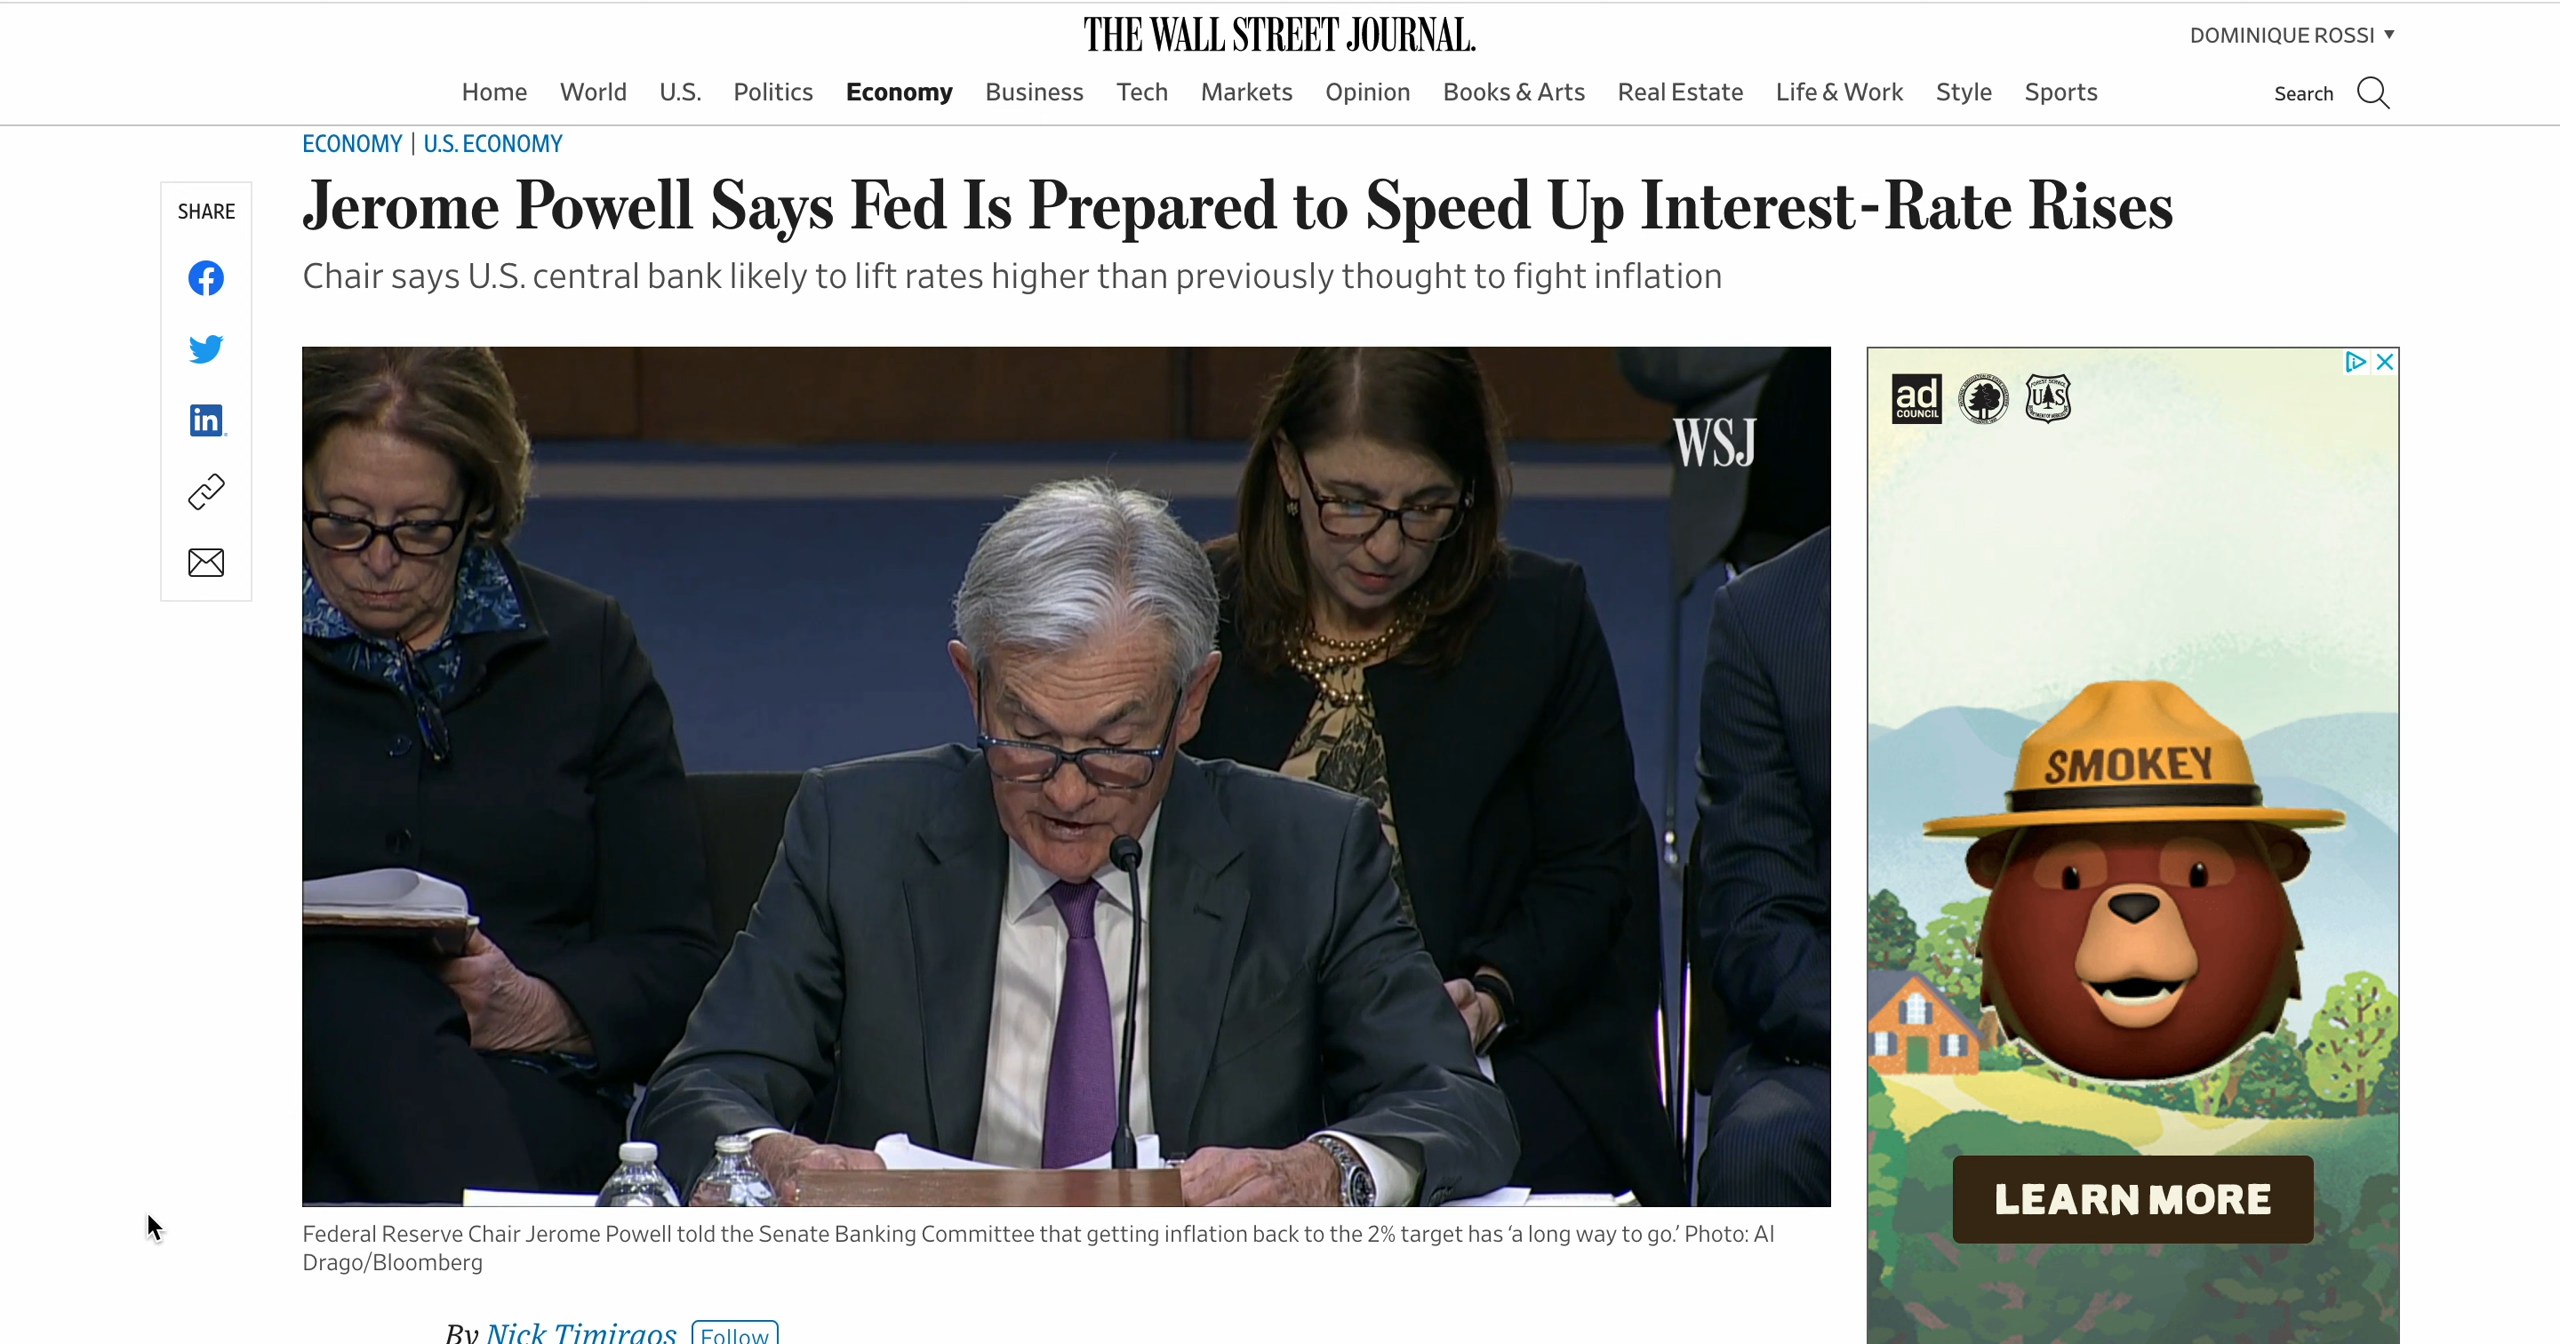 THE WALL STREET JOURNAL.
DOMINIQUE ROSSI
Home World U.S. Politics Economy Business Tech Markets Opinion Books & Arts Real Estate Life & Work Style Sports Search
ECONOMY | U.S. ECONOMY
Jerome Powell Says Fed Is Prepared to Speed Up Interest-Rate Rises
Chair says U.S. central bank likely to lift rates higher than previously thought to fight inflation
SHARE
in
WSJ
Federal Reserve Chair Jerome Powell told the Senate Banking Committee that getting inflation back to the 2% target has ‘a long way to go.’ Photo: Al
Drago/Bloomberg
By Nick Timiraos Follow
ad
COUNCIL
U S
SMOKEY
LEARN MORE